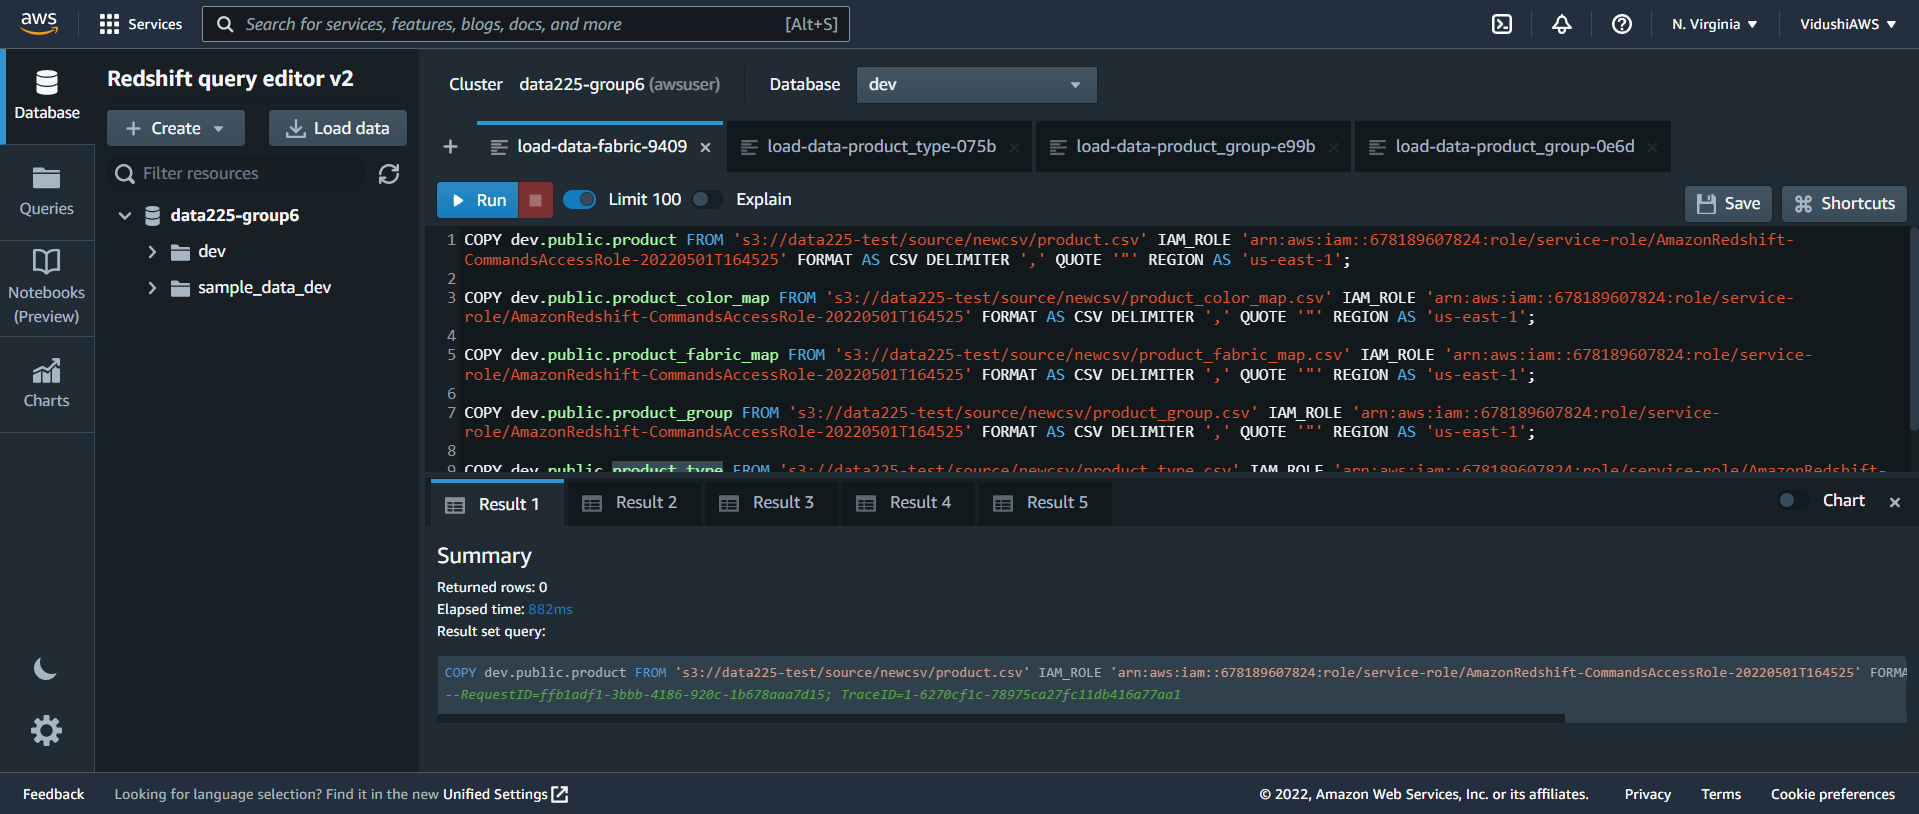 aws
Services
Search for services, features, blogs, docs, and more
[Alt+S]
N. Virginia
VidushiAWS
Database
Queries
Notebooks
(Preview)
Charts
Redshift query editor v2
Create
Load data
Filter resources
data225-group6
dev
sample_data_dev
Cluster data225-group6 (awsuser) Database dev
load-data-fabric-9409
load-data-product_type-075b
load-data-product_group-e99b
load-data-product_group-0e6d
Run
Limit 100
Explain
Save
Shortcuts
1 COPY dev.public.product FROM 's3://data225-test/source/newcsv/product.csv' IAM_ROLE 'arn:aws:iam::678189607824:role/service-role/AmazonRedshift-
CommandsAccessRole-20220501T164525' FORMAT AS CSV DELIMITER ',' QUOTE '"' REGION AS 'us-east-1';
2
3 COPY dev.public.product_color_map FROM 's3://data225-test/source/newcsv/product_color_map.csv' IAM_ROLE 'arn:aws:iam::678189607824:role/service-
role/AmazonRedshift-CommandsAccessRole-20220501T164525' FORMAT AS CSV DELIMITER ',' QUOTE '"' REGION AS 'us-east-1';
4
5 COPY dev.public.product_fabric_map FROM 's3://data225-test/source/newcsv/product_fabric_map.csv' IAM_ROLE 'arn:aws:iam::678189607824:role/service-
role/AmazonRedshift-CommandsAccessRole-20220501T164525' FORMAT AS CSV DELIMITER ',' QUOTE '"' REGION AS 'us-east-1';
6
7 COPY dev.public.product_group FROM 's3://data225-test/source/newcsv/product_group.csv' IAM_ROLE 'arn:aws:iam::678189607824:role/service-
role/AmazonRedshift-CommandsAccessRole-20220501T164525' FORMAT AS CSV DELIMITER ',' QUOTE '"' REGION AS 'us-east-1';
8
9 COPY dev.public.product_type FROM 's3://data225-test/source/newcsv/product_type.csv' IAM_ROLE 'arn:aws:iam::678189607824:role/service-role/AmazonRedshift-
Result 1
Result 2
Result 3
Result 4
Result 5
Chart
Summary
Returned rows: 0
Elapsed time: 882ms
Result set query:
COPY dev.public.product FROM 's3://data225-test/source/newcsv/product.csv' IAM_ROLE 'arn:aws:iam::678189607824:role/service-role/AmazonRedshift-CommandsAccessRole-20220501T164525' FORMA
--RequestID=ffb1adf1-3bbb-4186-920c-1b678aaa7d15; TraceID=1-6270cf1c-78975ca27fc11db416a77aa1
Feedback
Looking for language selection? Find it in the new Unified Settings
© 2022, Amazon Web Services, Inc. or its affiliates.
Privacy
Terms
Cookie preferences